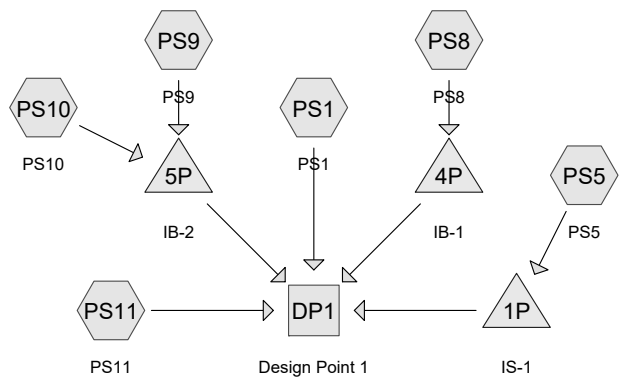 PS9
PS8
PS9
PS8
PS10
PS1
PS10
PS1
5P
4P
PS5
IB-2
IB-1
PS5
PS11
DP1
1P
PS11
Design Point 1
IS-1